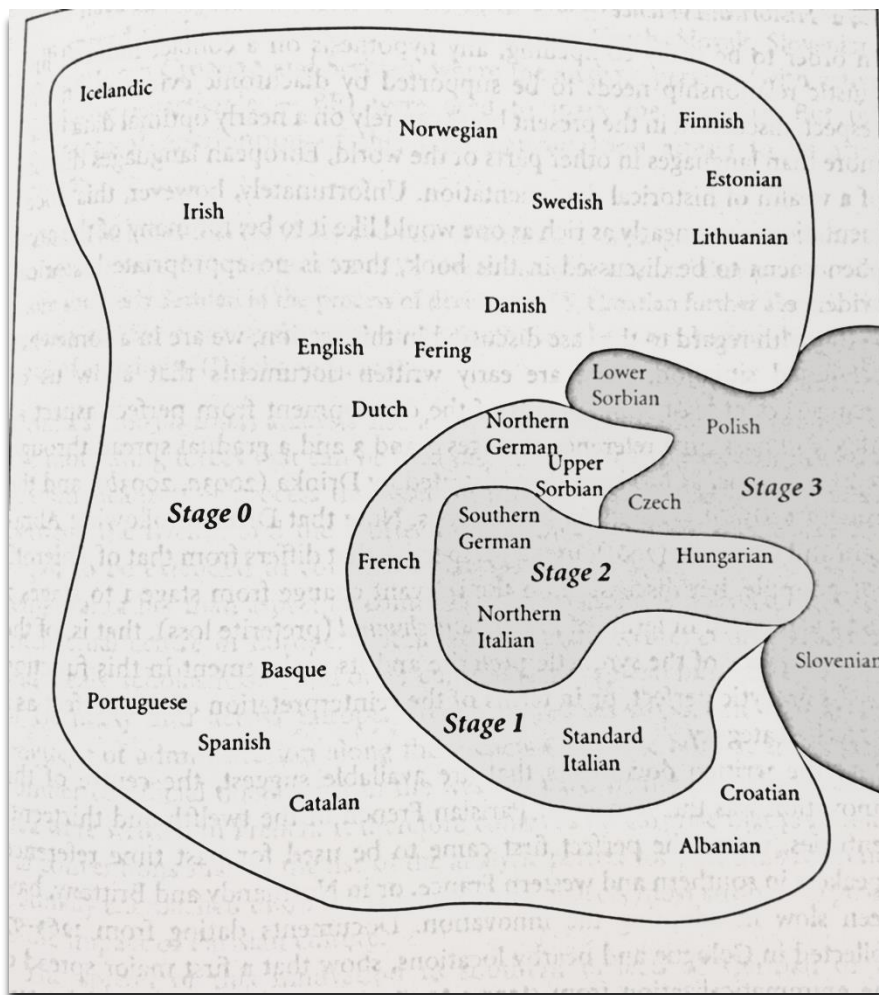 Icelandic
Norwegian
Finnish
Estonian
Irish
Swedish
Lithuanian
Danish
English
Fering
Lower
Sorbian
Dutch
Northern
German
Polish
Upper
Sorbian
Stage 3
Czech
Stage 0
Southern
German
French
Hungarian
Stage 2
Northern
Italian
Basque
Slovenian
Portuguese
Stage 1
Spanish
Standard
Italian
Catalan
Croatian
Albanian